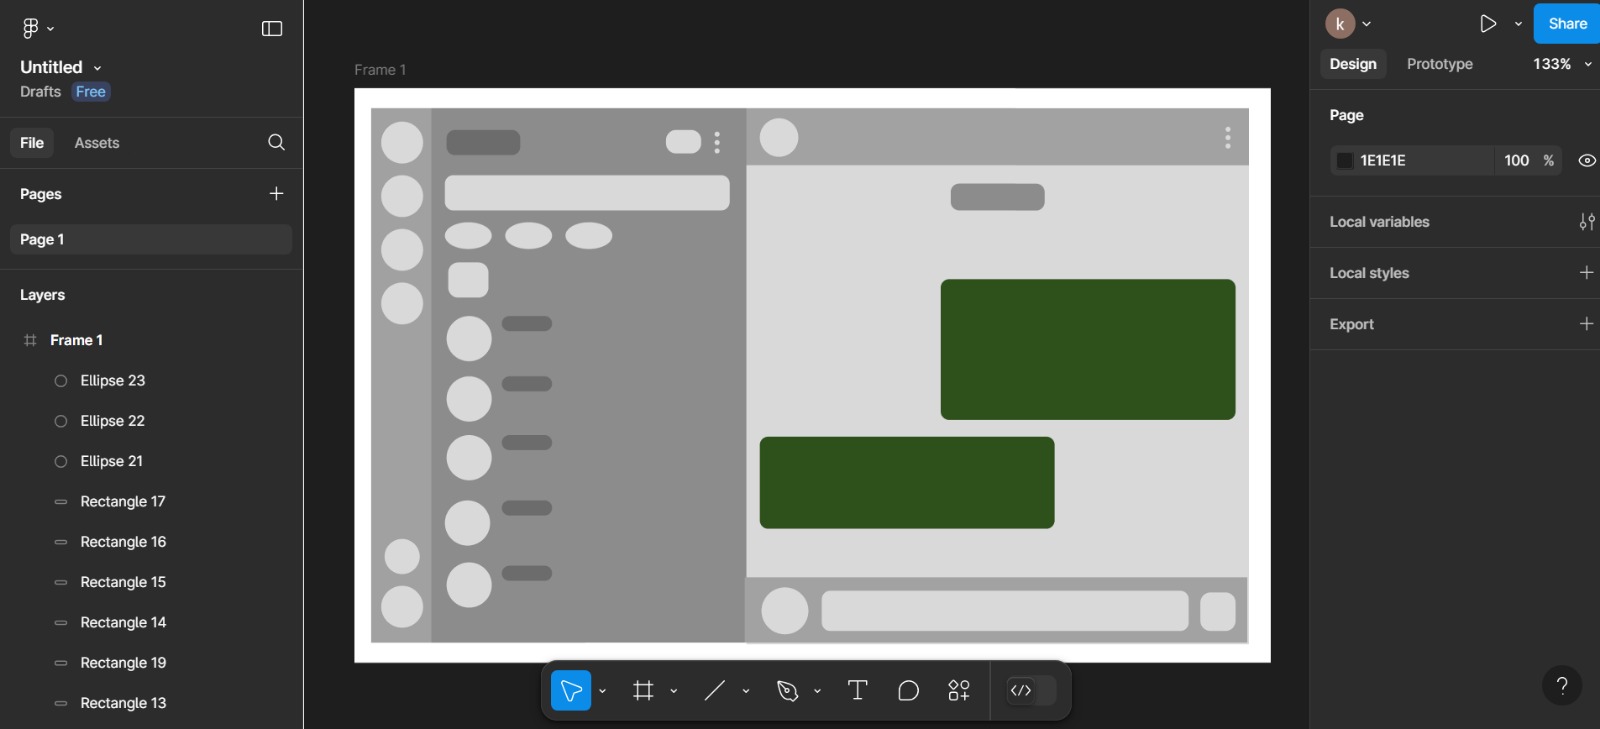 Untitled
Drafts Free
File Assets
Pages
Page 1
Layers
Frame 1
Ellipse 23
Ellipse 22
Ellipse 21
Rectangle 17
Rectangle 16
Rectangle 15
Rectangle 14
Rectangle 19
Rectangle 13
Frame 1
k
Share
Design Prototype 133%
Page
1E1E1E 100 %
Local variables
Local styles
Export
?